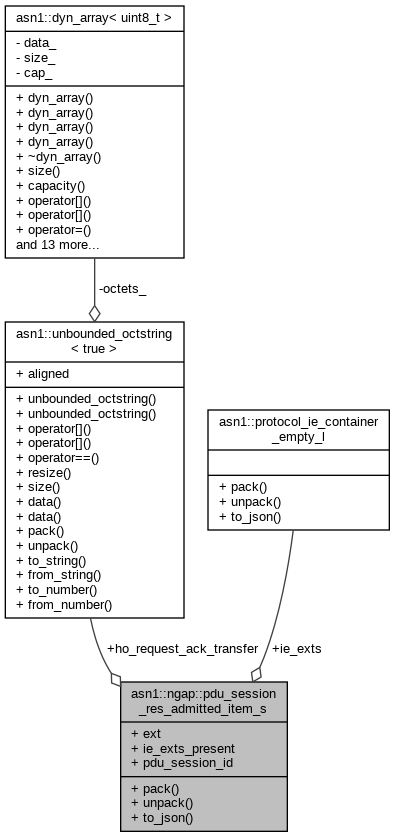 asn1::dyn_array< uint8_t >
- data_
- size_
- cap_
+ dyn_array()
+ dyn_array()
+ dyn_array()
+ dyn_array()
+ ~dyn_array()
+ size()
+ capacity()
+ operator[]()
+ operator[]()
+ operator=()
and 13 more...
-octets_
asn1::unbounded_octstring
< true >
+ aligned
+ unbounded_octstring()
+ unbounded_octstring()
+ operator[]()
+ operator[]()
+ operator==()
+ resize()
+ size()
+ data()
+ data()
+ pack()
+ unpack()
+ to_string()
+ from_string()
+ to_number()
+ from_number()
asn1::protocol_ie_container
_empty_l
+ pack()
+ unpack()
+ to_json()
+ho_request_ack_transfer
+ie_exts
asn1::ngap::pdu_session
_res_admitted_item_s
+ ext
+ ie_exts_present
+ pdu_session_id
+ pack()
+ unpack()
+ to_json()